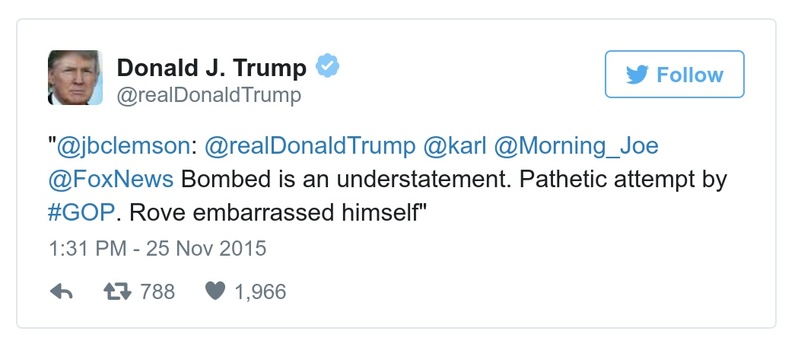 Donald J. Trump
@realDonaldTrump
Follow
"@jbclemson: @realDonaldTrump @karl @Morning_Joe
@FoxNews Bombed is an understatement. Pathetic attempt by
#GOP. Rove embarrassed himself"
1:31 PM - 25 Nov 2015
788 1,966